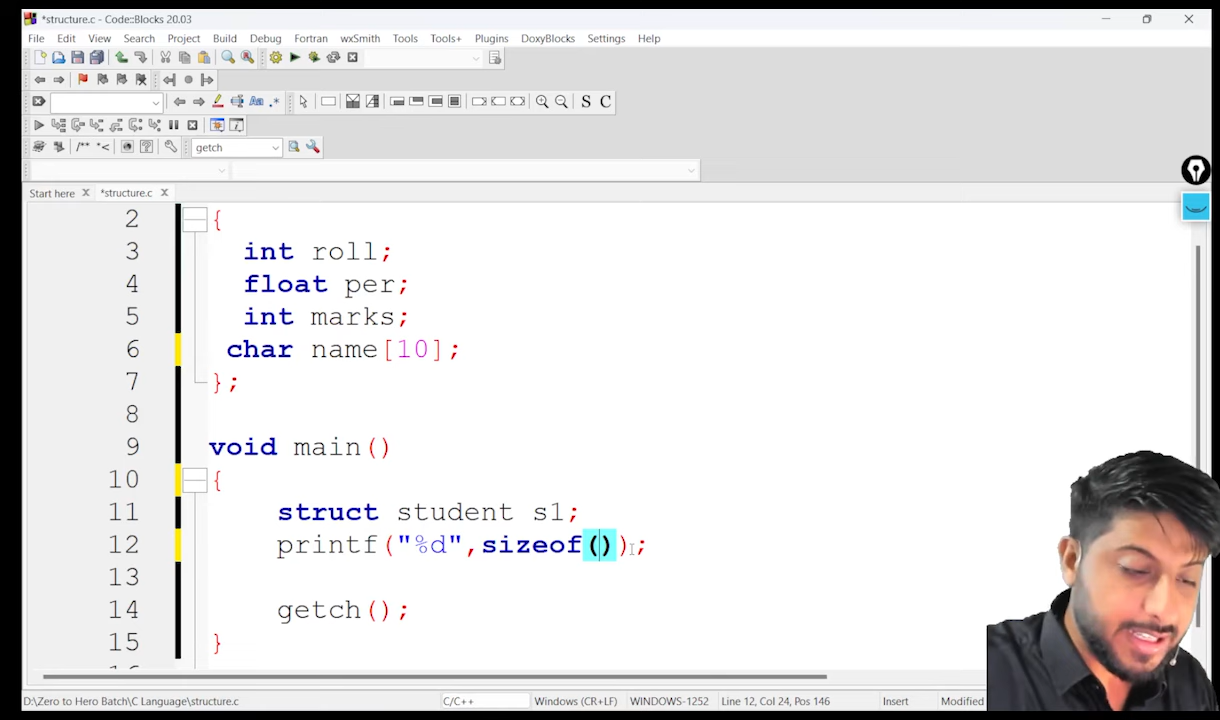 *structure.c - Code::Blocks 20.03
File Edit View Search Project Build Debug Fortran wxSmith Tools Tools+ Plugins DoxyBlocks Settings Help
S C
/** *<
getch
Start here *structure.c
2 {
3 int roll;
4 float per;
5 int marks;
6 char name[10];
7 };
8
9 void main()
10 {
11 struct student s1;
12 printf("%d",sizeof());
13
14 getch();
15 }
D:\Zero to Hero Batch\C Language\structure.c C/C++ Windows (CR+LF) WINDOWS-1252 Line 12, Col 24, Pos 146 Insert Modified